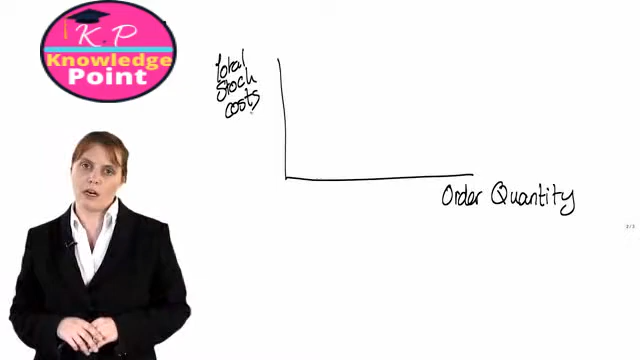 K.P
Knowledge
Point
Total
Stock
costs
Order Quantity